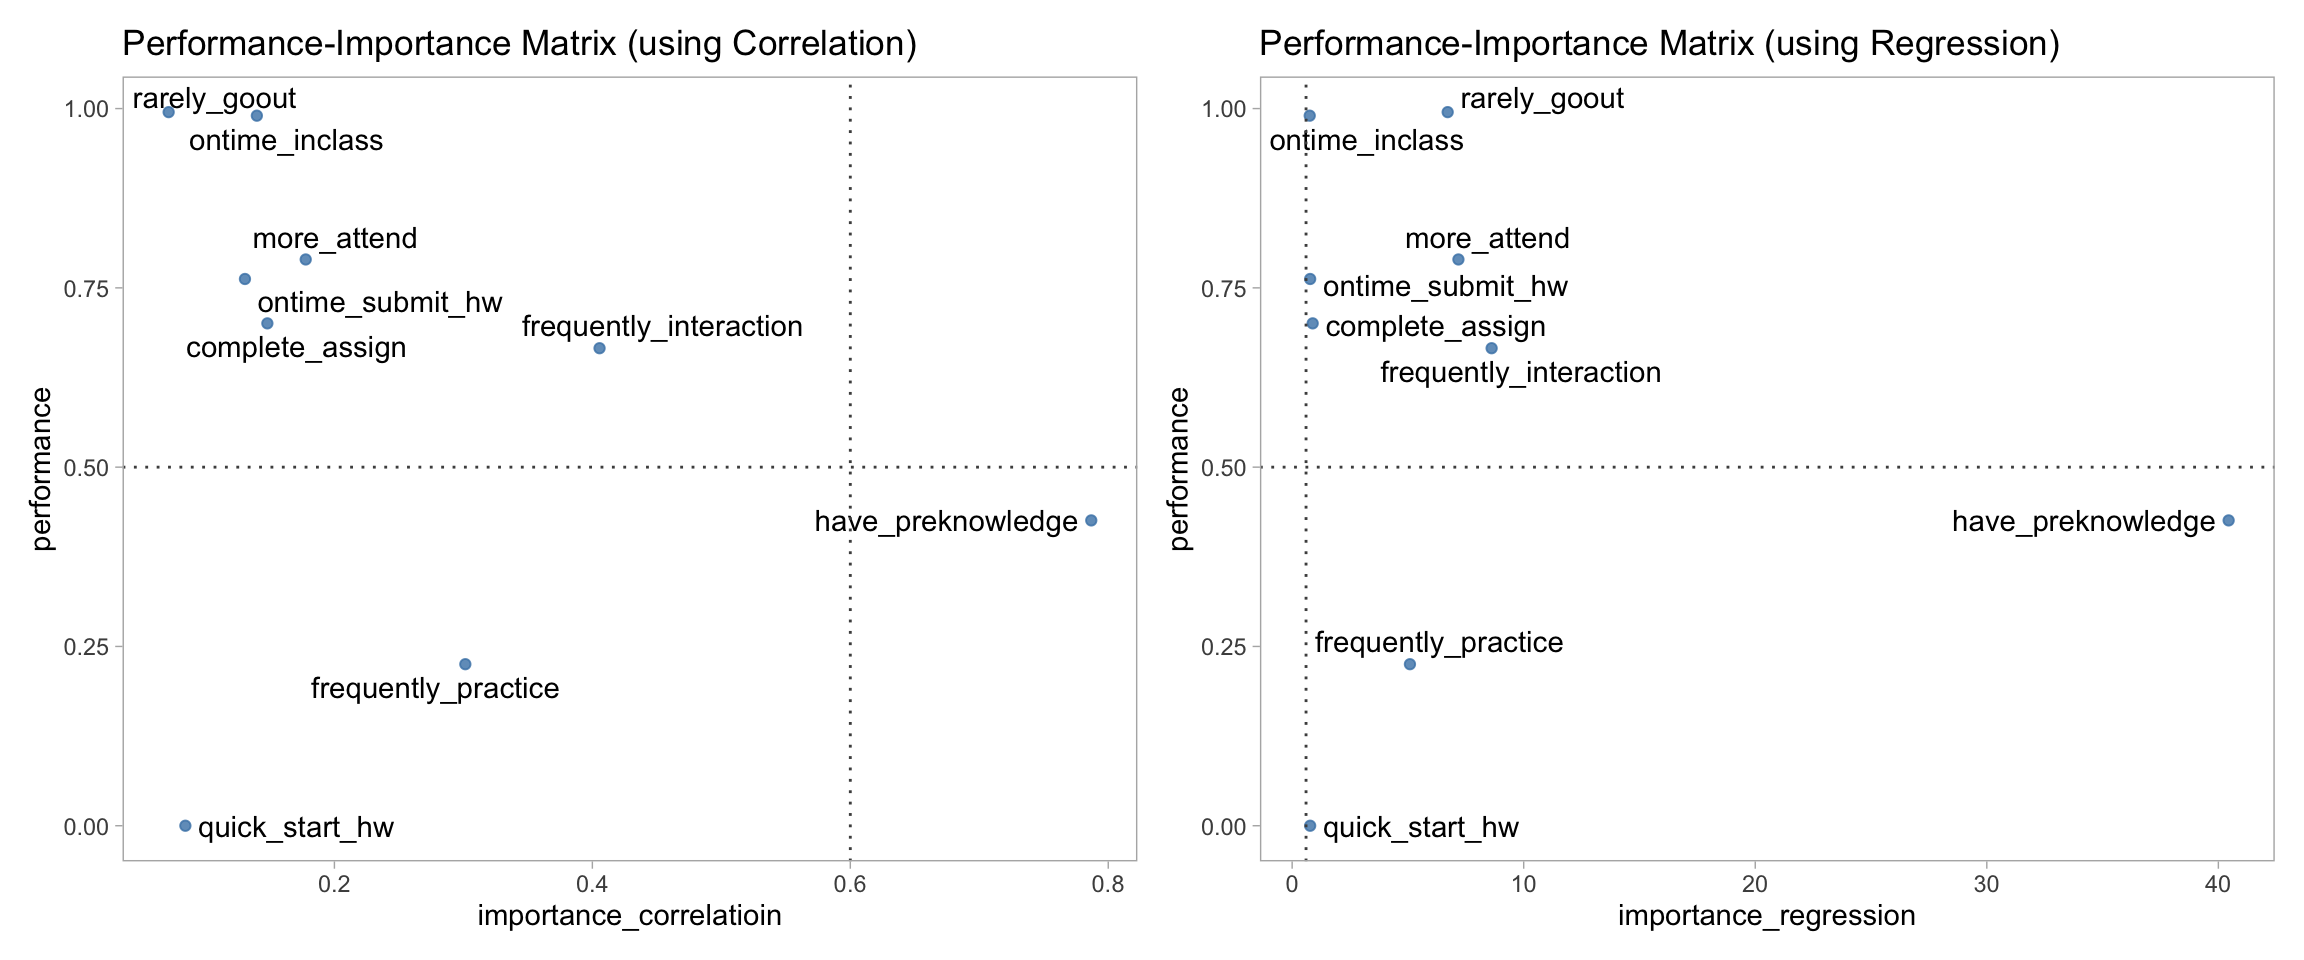 Performance-Importance Matrix (using Correlation)
rarely_goout
1.00
ontime_inclass
more_attend
0.75
ontime_submit_hw
frequently_interaction
complete_assign
performance
0.50
have_preknowledge
0.25
frequently_practice
0.00
quick_start_hw
0.2 0.4 0.6 0.8
importance_correlatioin
Performance-Importance Matrix (using Regression)
rarely_goout
1.00
ontime_inclass
more_attend
0.75
ontime_submit_hw
complete_assign
frequently_interaction
performance
0.50
have_preknowledge
frequently_practice
0.25
0.00
quick_start_hw
0 10 20 30 40
importance_regression